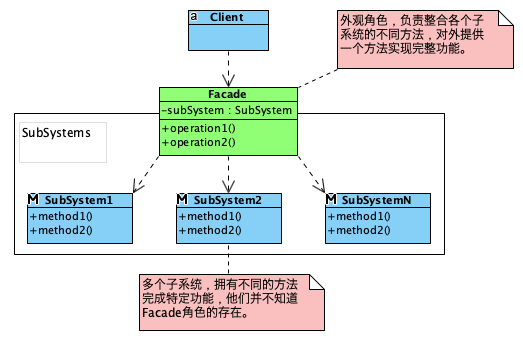 a
Client
外观角色，负责整合各个子
系统的不同方法，对外提供
一个方法实现完整功能。
Facade
-subSystem : SubSystem
+operation1()
+operation2()
SubSystems
M SubSystem1
+method1()
+method2()
M SubSystem2
+method1()
+method2()
M SubSystemN
+method1()
+method2()
多个子系统，拥有不同的方法
完成特定功能，他们并不知道
Facade角色的存在。